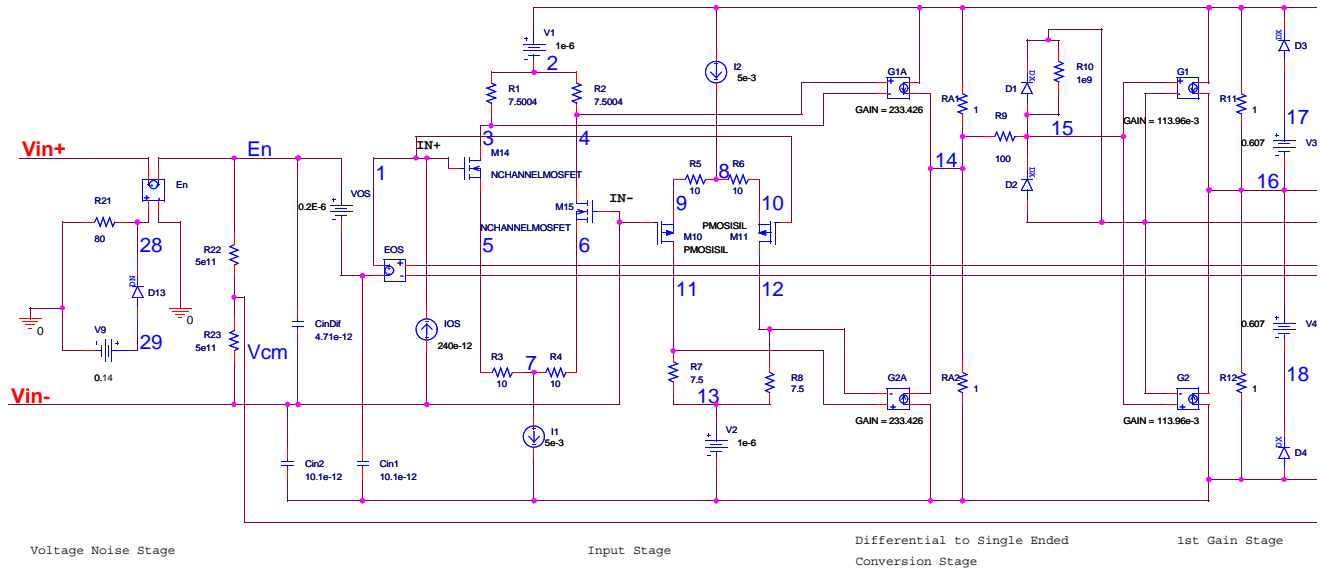 V1
1e-6
2
R1
7.5004
R2
7.5004
I2
5e-3
G1A
GAIN = 233.426
RA1
1
DX
D1
R10
1e9
G1
GAIN = 113.96e-3
R11
1
DX
D3
17
0.607
V3
3
4
IN+
M14
NCHANNELMOSFET
1
Vin+
En
En
R21
80
28
DN
D13
V9
29
0.14
0
0
R22
5e11
R23
5e11
Vcm
Vin-
VOS
0.2E-6
EOS
CinDif
4.71e-12
IOS
240e-12
M15
NCHANNELMOSFET
IN-
5
6
R3
10
7
R4
10
I1
5e-3
R5
10
8
R6
10
9
10
PMOSISIL
M10
M11
PMOSISIL
11
12
R7
7.5
13
R8
7.5
V2
1e-6
14
R9
100
15
DX
D2
16
G2A
GAIN = 233.426
RA2
1
G2
GAIN = 113.96e-3
R12
1
0.607
V4
18
DX
D4
Cin2
10.1e-12
Cin1
10.1e-12
Voltage Noise Stage
Input Stage
Differential to Single Ended
Conversion Stage
1st Gain Stage